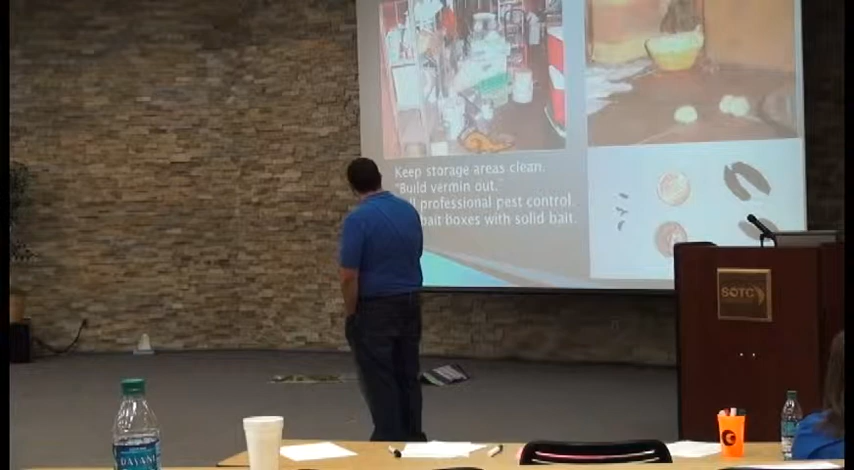 Keep storage areas clean.
"Build vermin out."
professional pest control
bait boxes with solid bait.
SOTC
DASANI